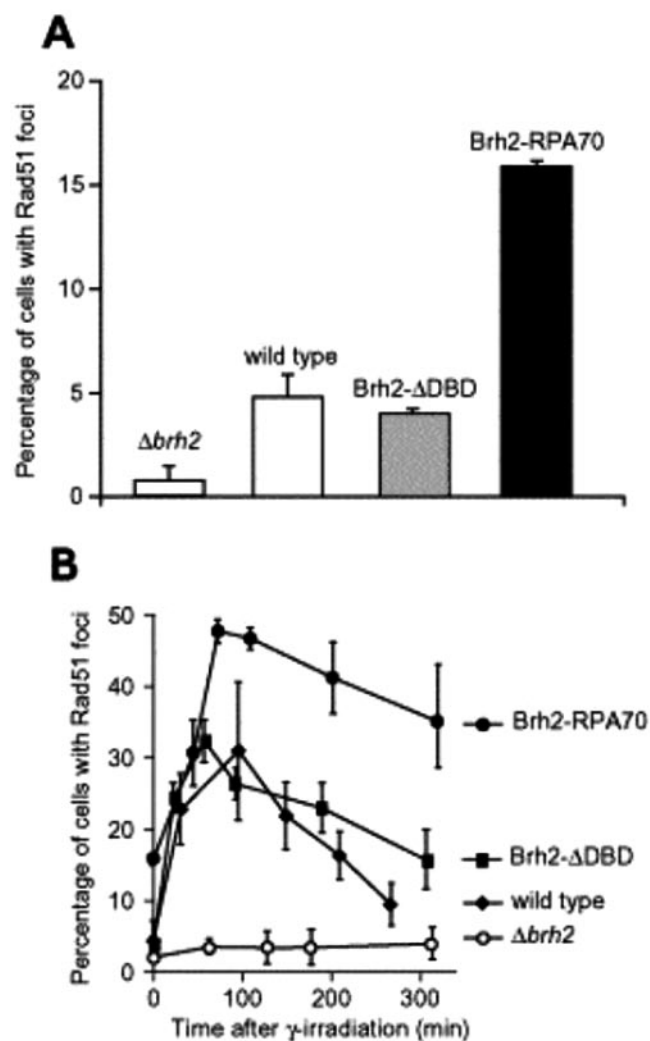 A
Percentage of cells with Rad51 foci
20
15
10
5
0
Δbrh2
wild type
Brh2-ΔDBD
Brh2-RPA70
B
Percentage of cells with Rad51 foci
50
40
30
20
10
0
0 100 200 300
Time after γ-irradiation (min)
Brh2-RPA70
Brh2-ΔDBD
wild type
Δbrh2